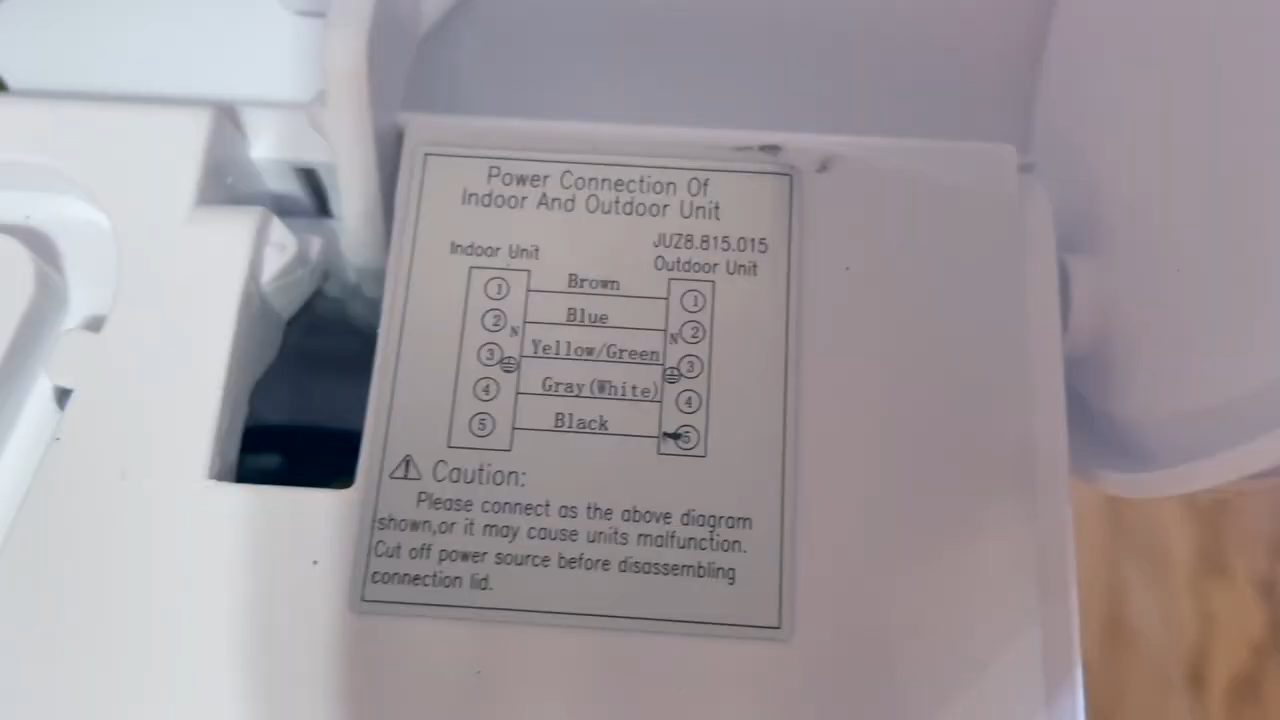 Power Connection Of
Indoor And Outdoor Unit
JUZ8.815.015
Indoor Unit
Outdoor Unit
1 Brown 1
2 N Blue N 2
3 Yellow/Green 3
4 Gray(White) 4
5 Black 5
Caution:
Please connect as the above diagram
shown,or it may cause units malfunction.
Cut off power source before disassembling
connection lid.